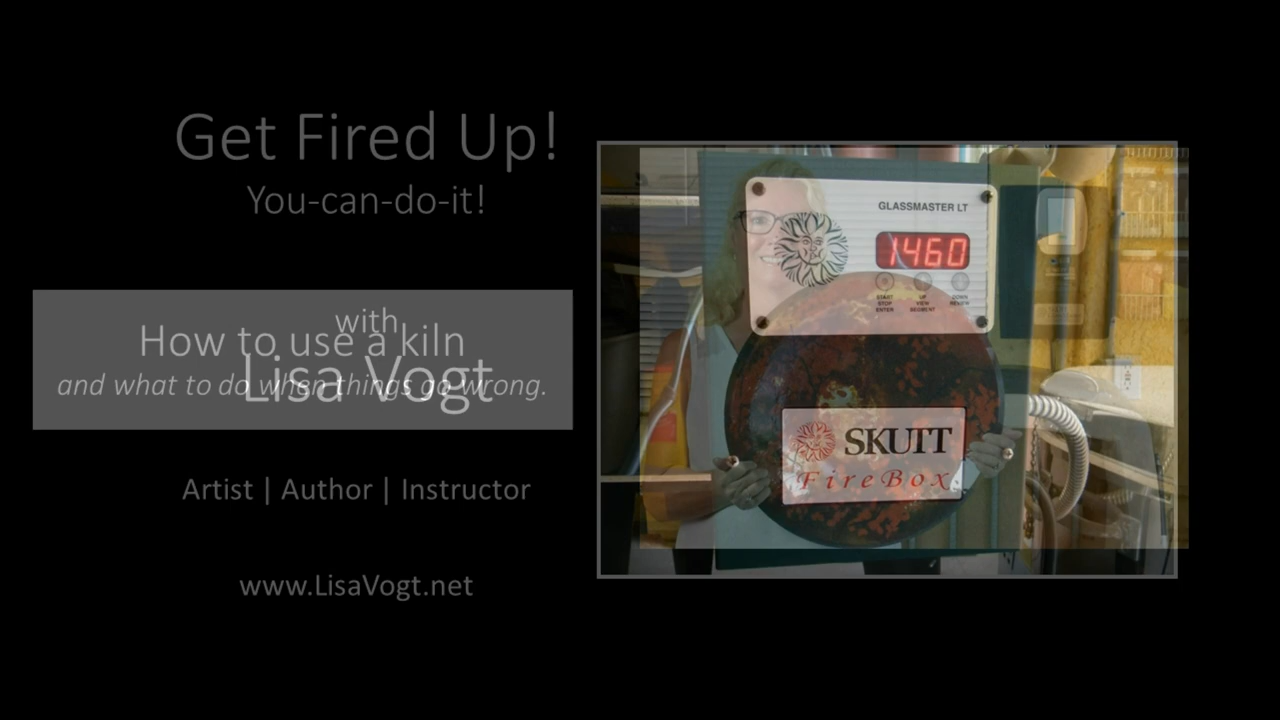 Get Fired Up!
You-can-do-it!
with
How to use a kiln
Lisa Vogt
and what to do when things go wrong.
Artist | Author | Instructor
www.LisaVogt.net
GLASSMASTER LT
1460
START
STOP
ENTER
UP
VIEW
SEGMENT
DOWN
REVIEW
SKUTT
FireBox